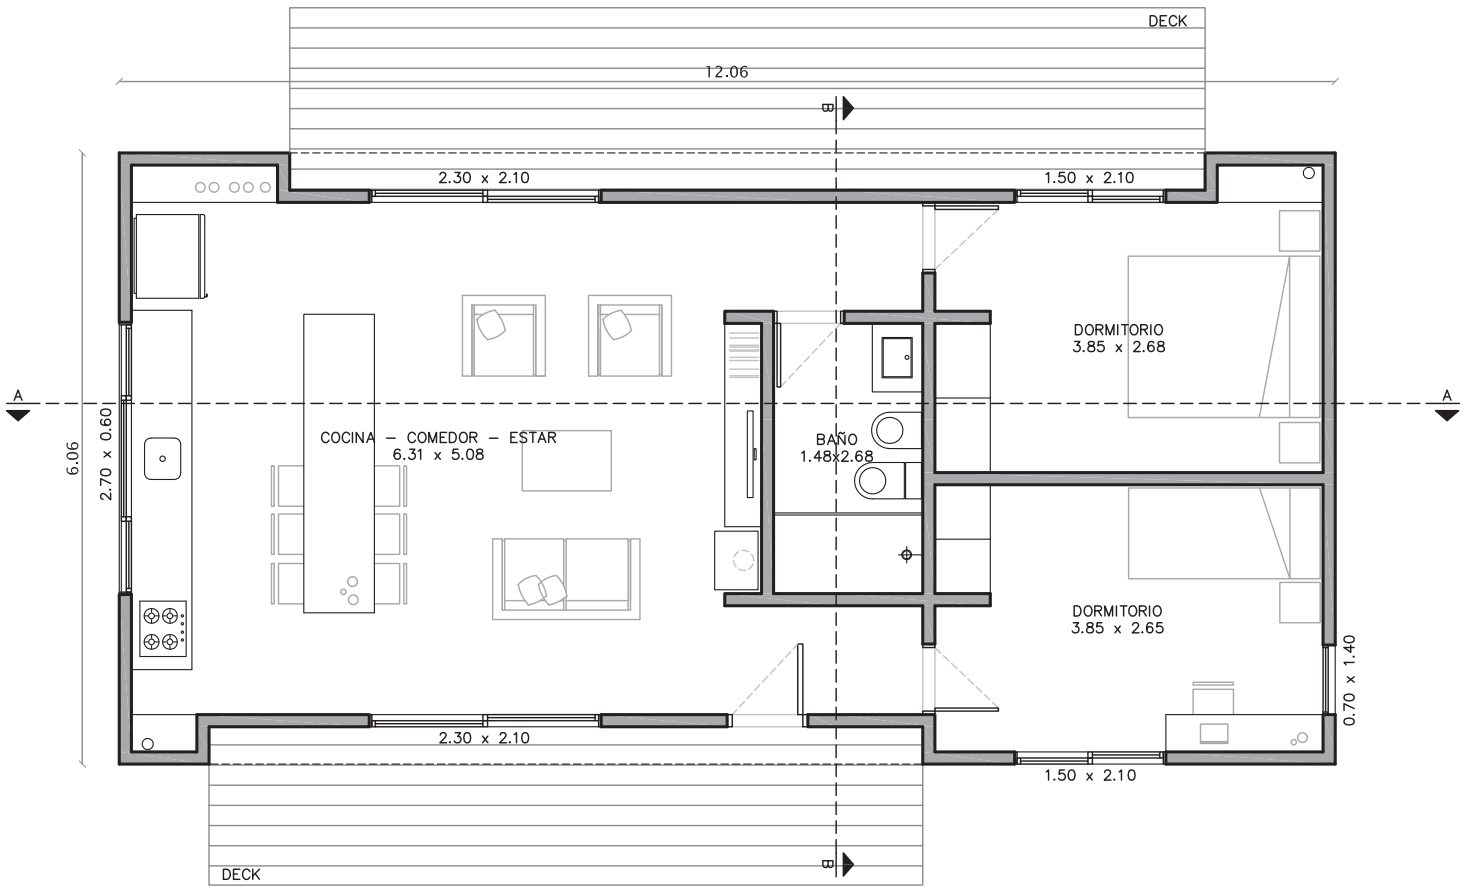 DECK
12.06
B
2.30 x 2.10
1.50 x 2.10
DORMITORIO
3.85 x 2.68
A
A
6.06
2.70 x 0.60
COCINA – COMEDOR – ESTAR
6.31 x 5.08
BAÑO
1.48x2.68
DORMITORIO
3.85 x 2.65
0.70 x 1.40
2.30 x 2.10
1.50 x 2.10
B
DECK